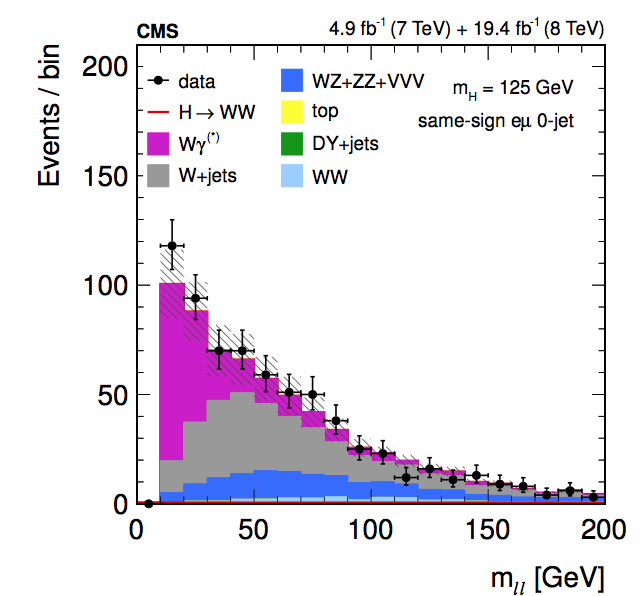 CMS 4.9 fb⁻¹ (7 TeV) + 19.4 fb⁻¹ (8 TeV)
Events / bin
200
150
100
50
0
data
H → WW
Wγ⁽*⁾
W+jets
WZ+ZZ+VVV
top
DY+jets
WW
m_H = 125 GeV
same-sign eμ 0-jet
0 50 100 150 200
m_ll [GeV]